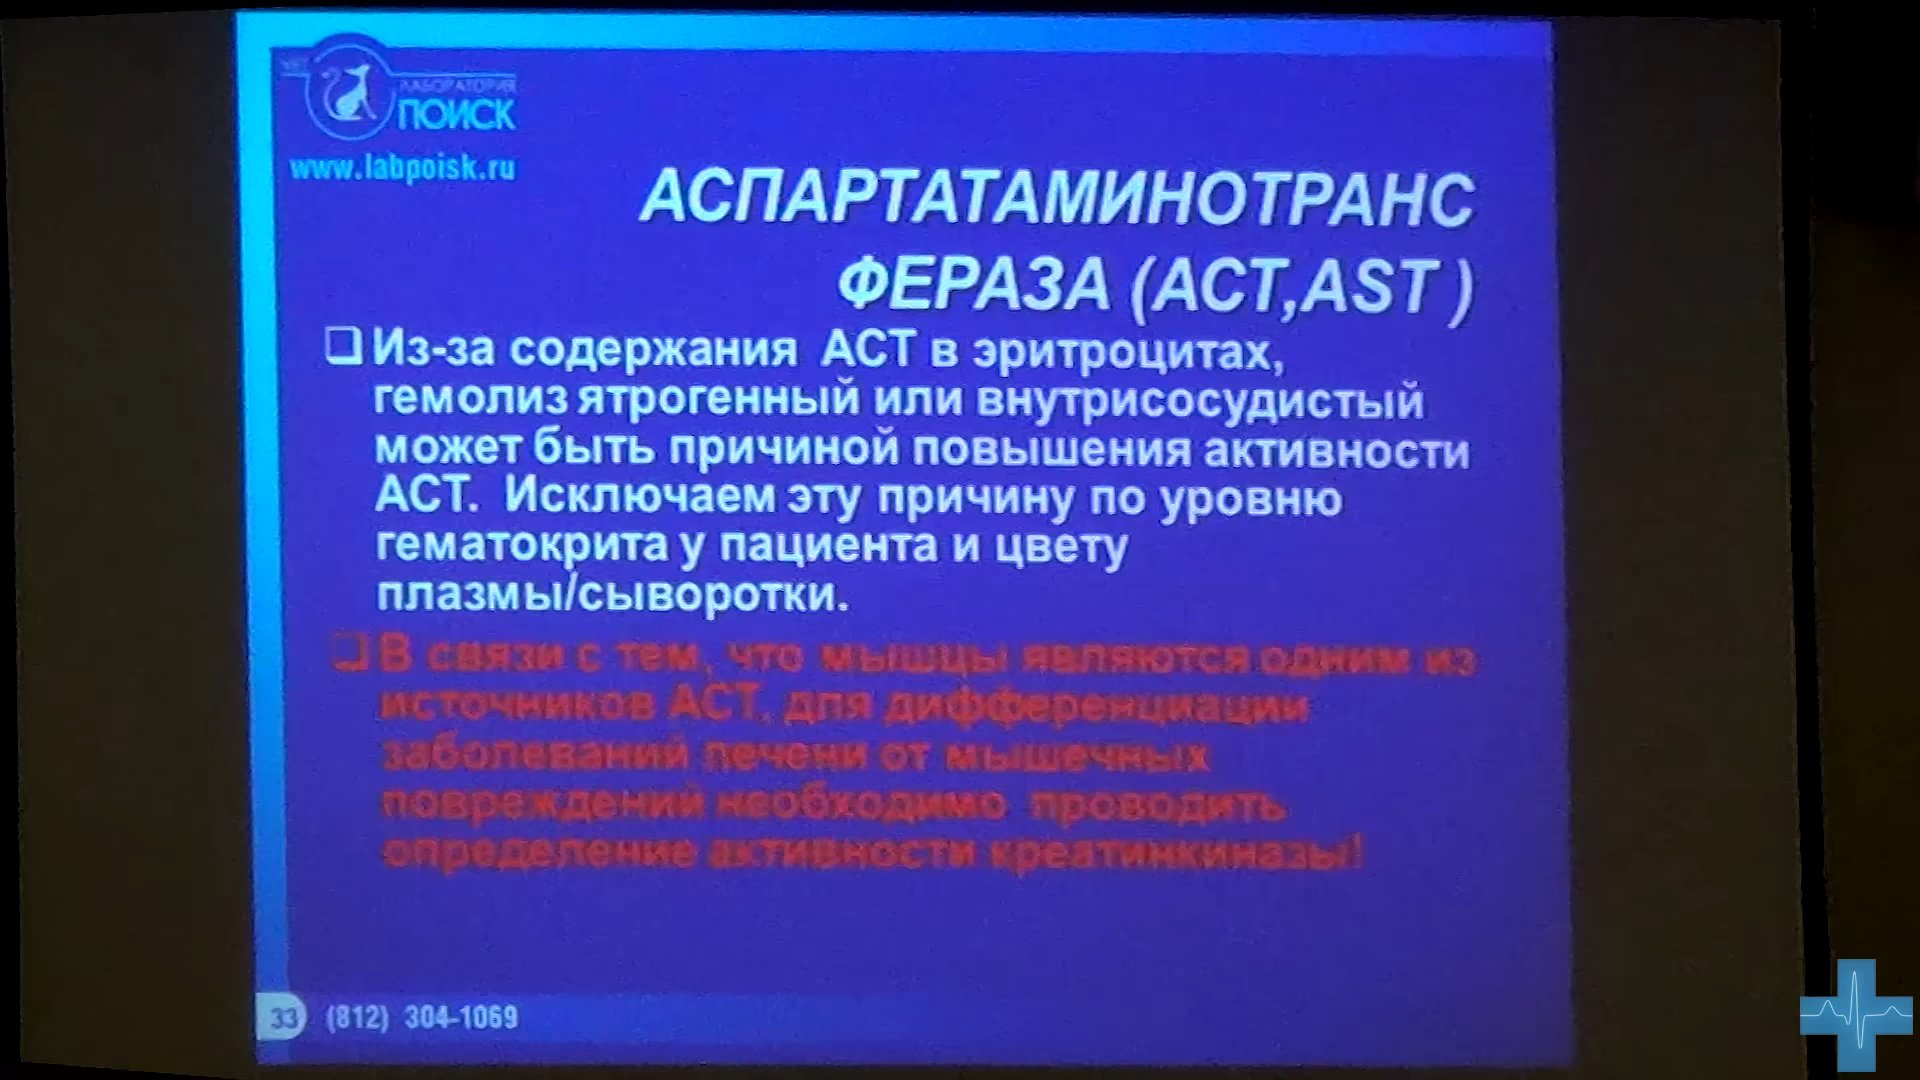 ЛАБОРАТОРИЯ
ПОИСК
www.labpoisk.ru
АСПАРТАТАМИНОТРАНС
ФЕРАЗА (АСТ,AST )
❑ Из-за содержания АСТ в эритроцитах,
гемолиз ятрогенный или внутрисосудистый
может быть причиной повышения активности
АСТ. Исключаем эту причину по уровню
гематокрита у пациента и цвету
плазмы/сыворотки.
❑ В связи с тем, что мышцы являются одним из
источников АСТ, для дифференциации
заболеваний печени от мышечных
повреждений необходимо проводить
определение активности креатинкиназы!
33 (812) 304-1069